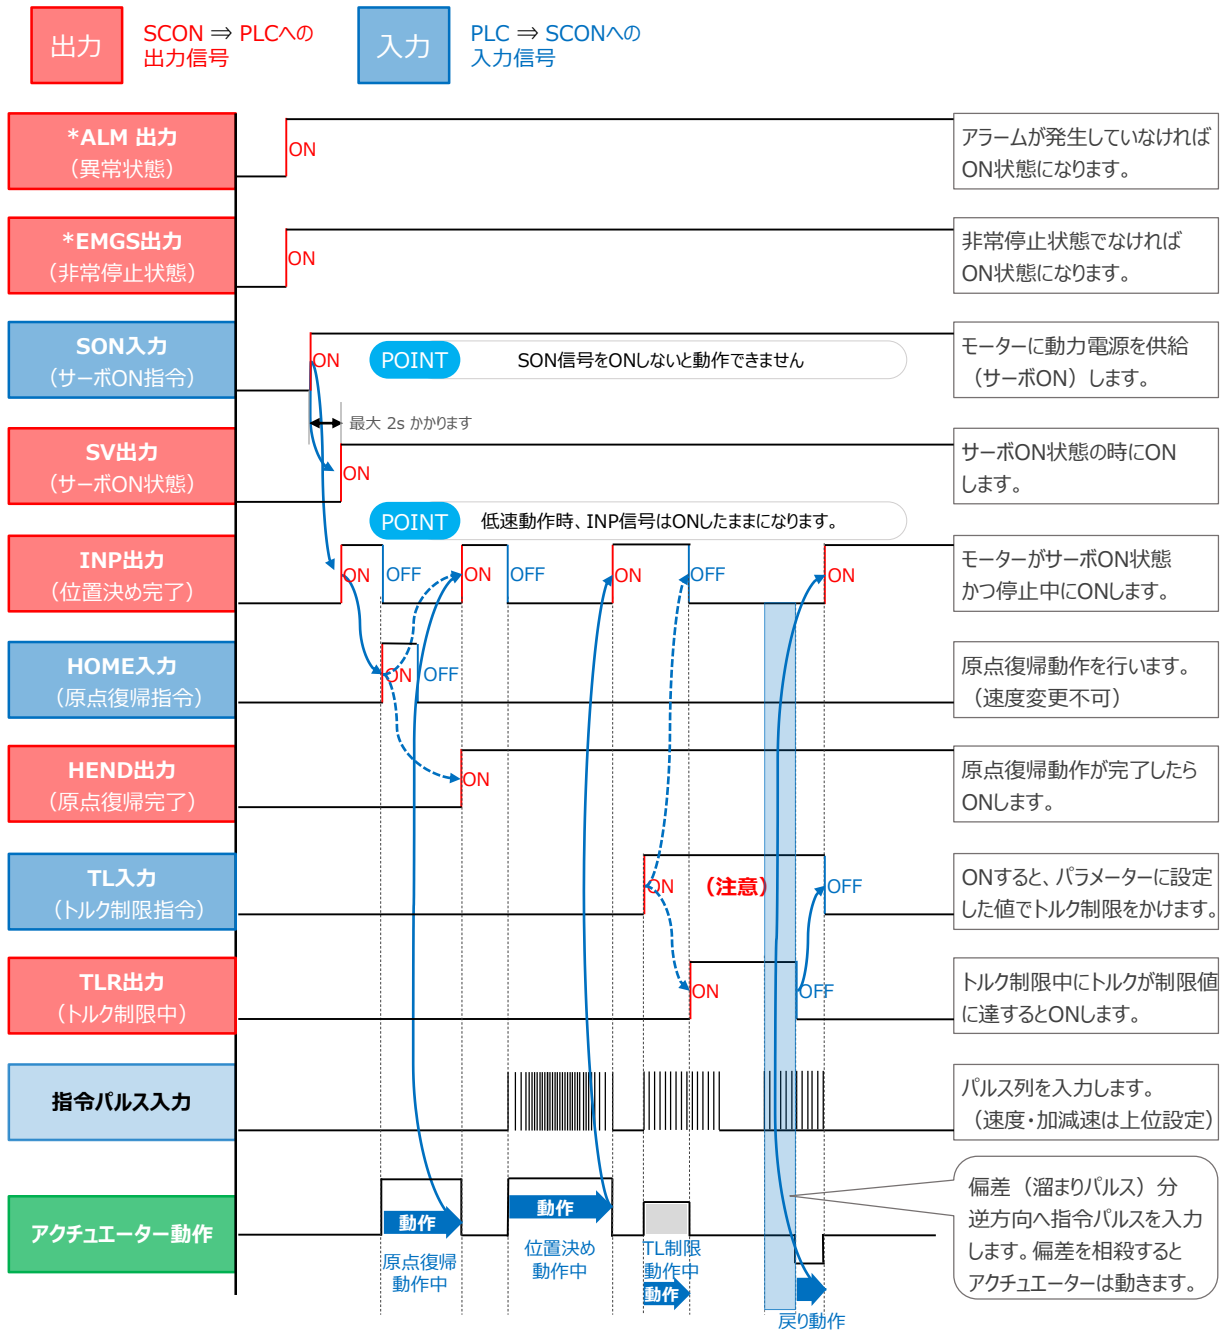 出力
SCON ⇒ PLCへの
出力信号
入力
PLC ⇒ SCONへの
入力信号
*ALM 出力
（異常状態）
ON
アラームが発生していなければ
ON状態になります。
*EMGS出力
（非常停止状態）
ON
非常停止状態でなければ
ON状態になります。
SON入力
（サーボON指令）
ON
POINT
SON信号をONしないと動作できません
モーターに動力電源を供給
（サーボON）します。
最大 2s かかります
SV出力
（サーボON状態）
ON
サーボON状態の時にON
します。
POINT
低速動作時、INP信号はONしたままになります。
INP出力
（位置決め完了）
ON
OFF
ON
OFF
ON
OFF
ON
モーターがサーボON状態
かつ停止中にONします。
HOME入力
（原点復帰指令）
ON
OFF
原点復帰動作を行います。
（速度変更不可）
HEND出力
（原点復帰完了）
ON
原点復帰動作が完了したら
ONします。
TL入力
（トルク制限指令）
ON
（注意）
OFF
ONすると、パラメーターに設定
した値でトルク制限をかけます。
TLR出力
（トルク制限中）
ON
OFF
トルク制限中にトルクが制限値
に達するとONします。
指令パルス入力
パルス列を入力します。
（速度・加減速は上位設定）
アクチュエーター動作
動作
原点復帰
動作中
動作
位置決め
動作中
TL制限
動作中
動作
戻り動作
偏差（溜まりパルス）分
逆方向へ指令パルスを入力
します。偏差を相殺すると
アクチュエーターは動きます。